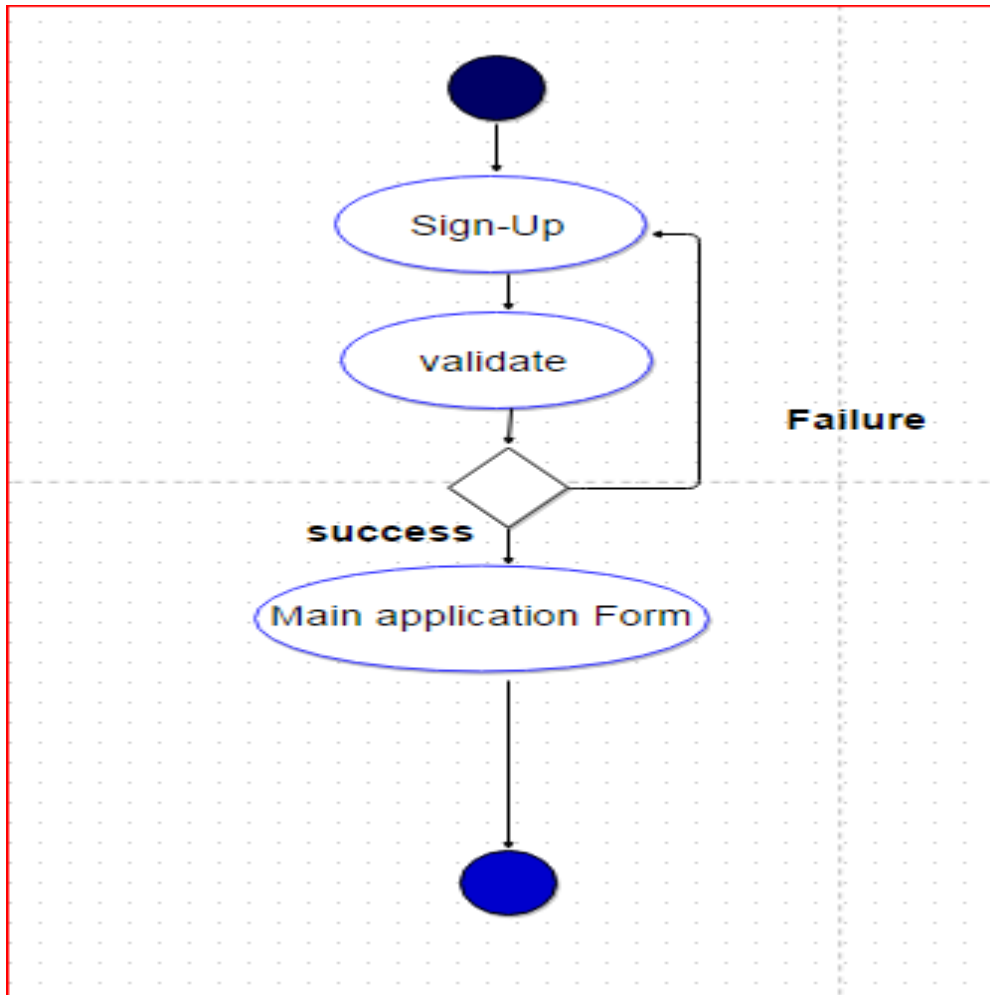 Sign-Up
validate
Failure
success
Main application Form